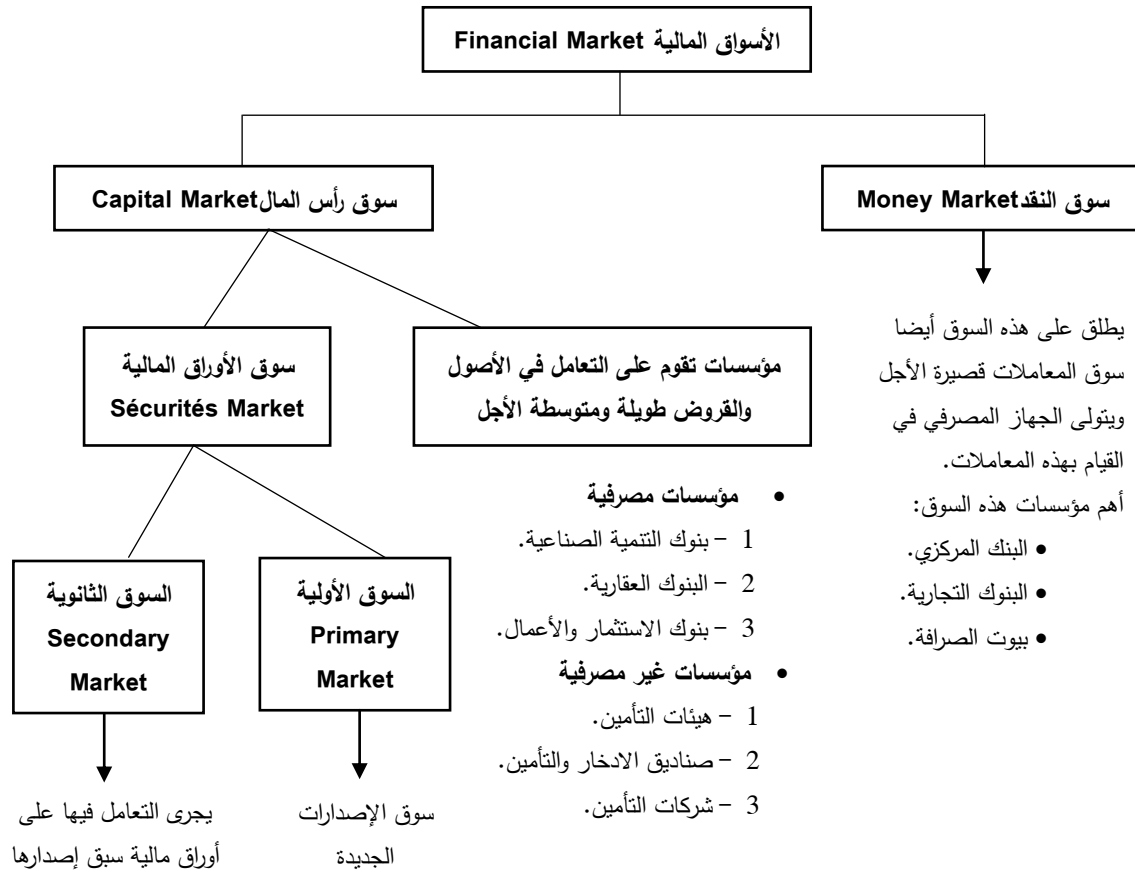 الأسواق المالية Financial Market
سوق النقدMoney Market
سوق رأس المالCapital Market
يطلق على هذه السوق أيضا
سوق المعاملات قصيرة الأجل
ويتولى الجهاز المصرفي في
القيام بهذه المعاملات.
أهم مؤسسات هذه السوق:
• البنك المركزي.
• البنوك التجارية.
• بيوت الصرافة.
مؤسسات تقوم على التعامل في الأصول
والقروض طويلة ومتوسطة الأجل
• مؤسسات مصرفية
1 – بنوك التنمية الصناعية.
2 – البنوك العقارية.
3 – بنوك الاستثمار والأعمال.
• مؤسسات غير مصرفية
1 – هيئات التأمين.
2 – صناديق الادخار والتأمين.
3 – شركات التأمين.
سوق الأوراق المالية
Sécurités Market
السوق الأولية
Primary
Market
سوق الإصدارات
الجديدة
السوق الثانوية
Secondary
Market
يجرى التعامل فيها على
أوراق مالية سبق إصدارها